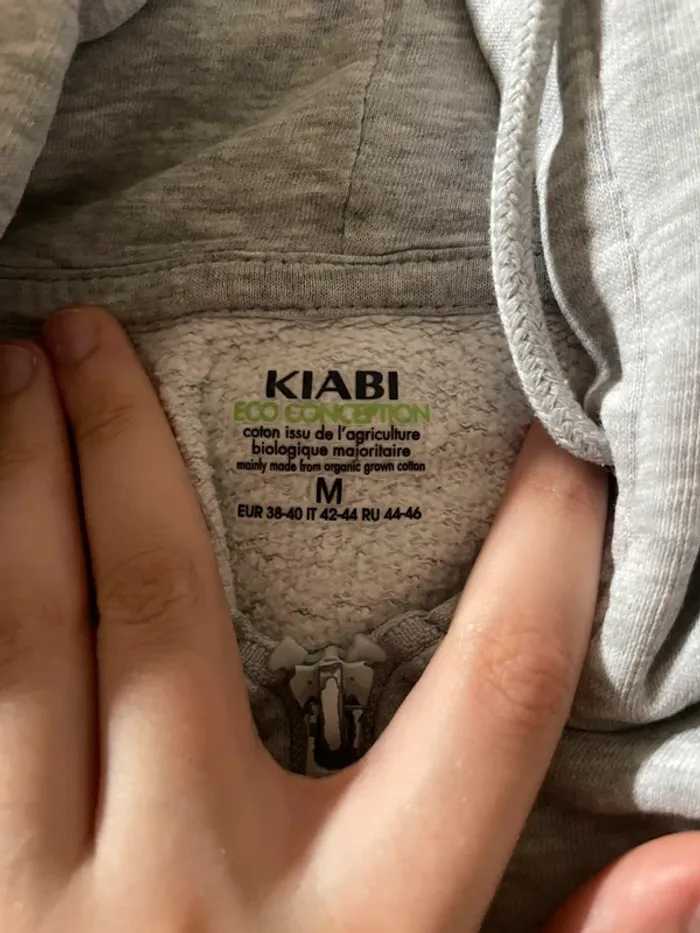 KIABI
ECO CONCEPTION
coton issu de l'agriculture
biologique majoritaire
mainly made from organic grown cotton
M
EUR 38-40 IT 42-44 RU 44-46